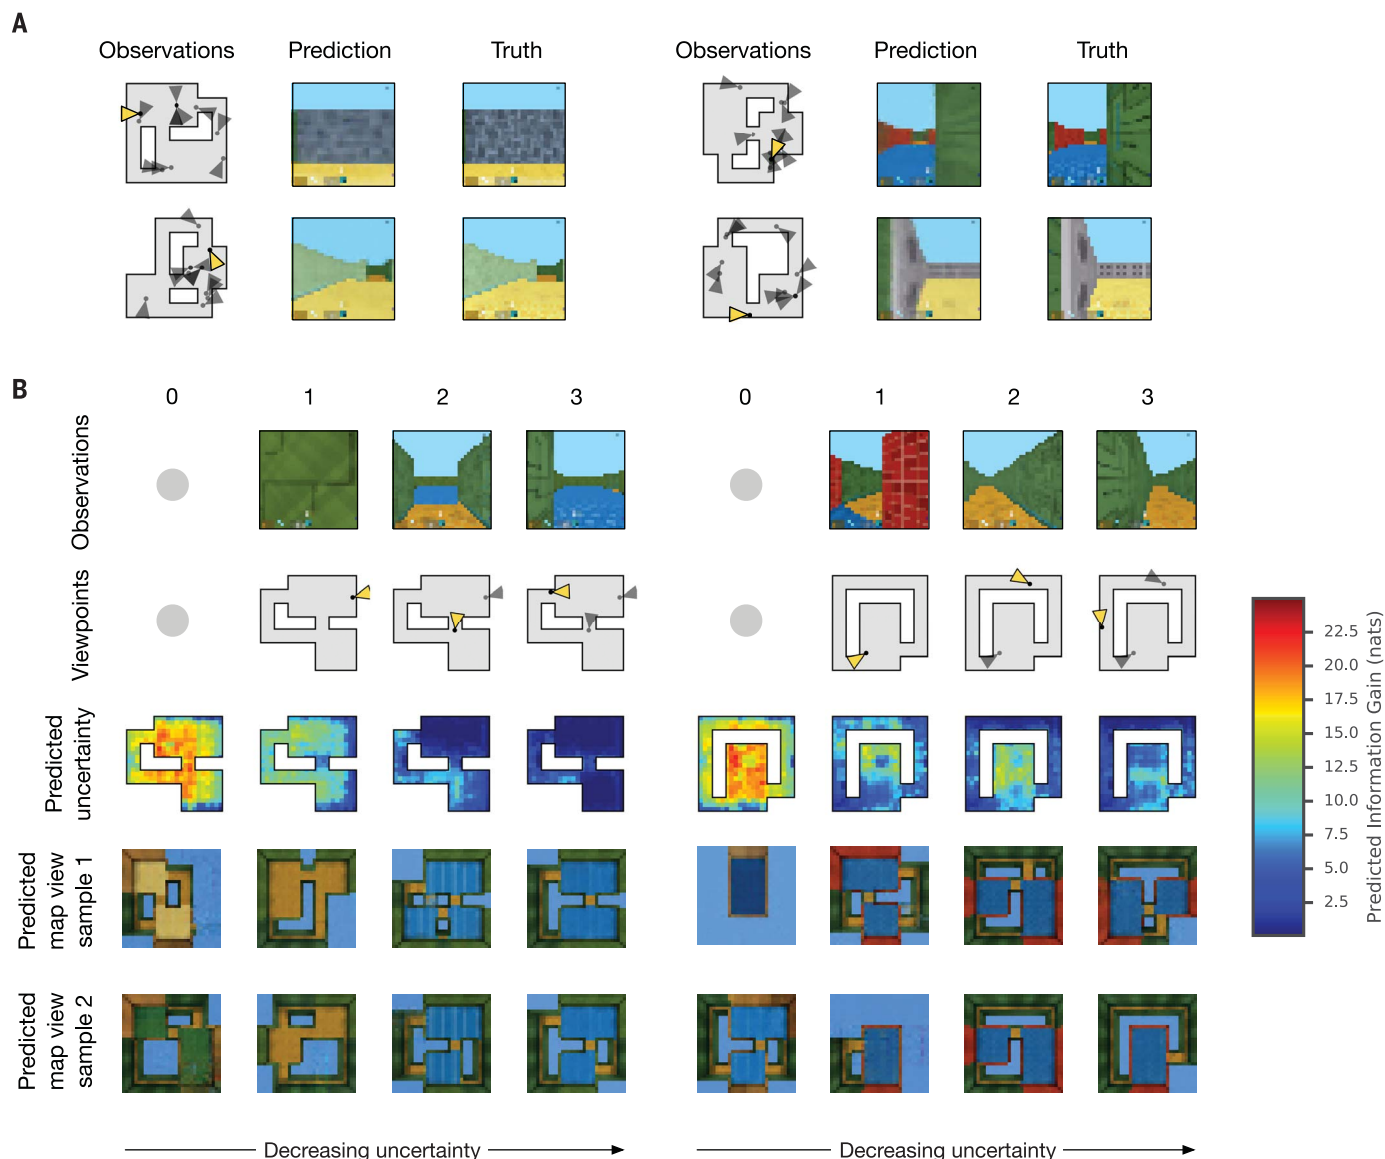 A
Observations Prediction Truth Observations Prediction Truth
B
0 1 2 3 0 1 2 3
Observations
Viewpoints
Predicted
uncertainty
Predicted
map view
sample 1
Predicted
map view
sample 2
22.5
20.0
17.5
15.0
12.5
10.0
7.5
5.0
2.5
Predicted Information Gain (nats)
Decreasing uncertainty Decreasing uncertainty